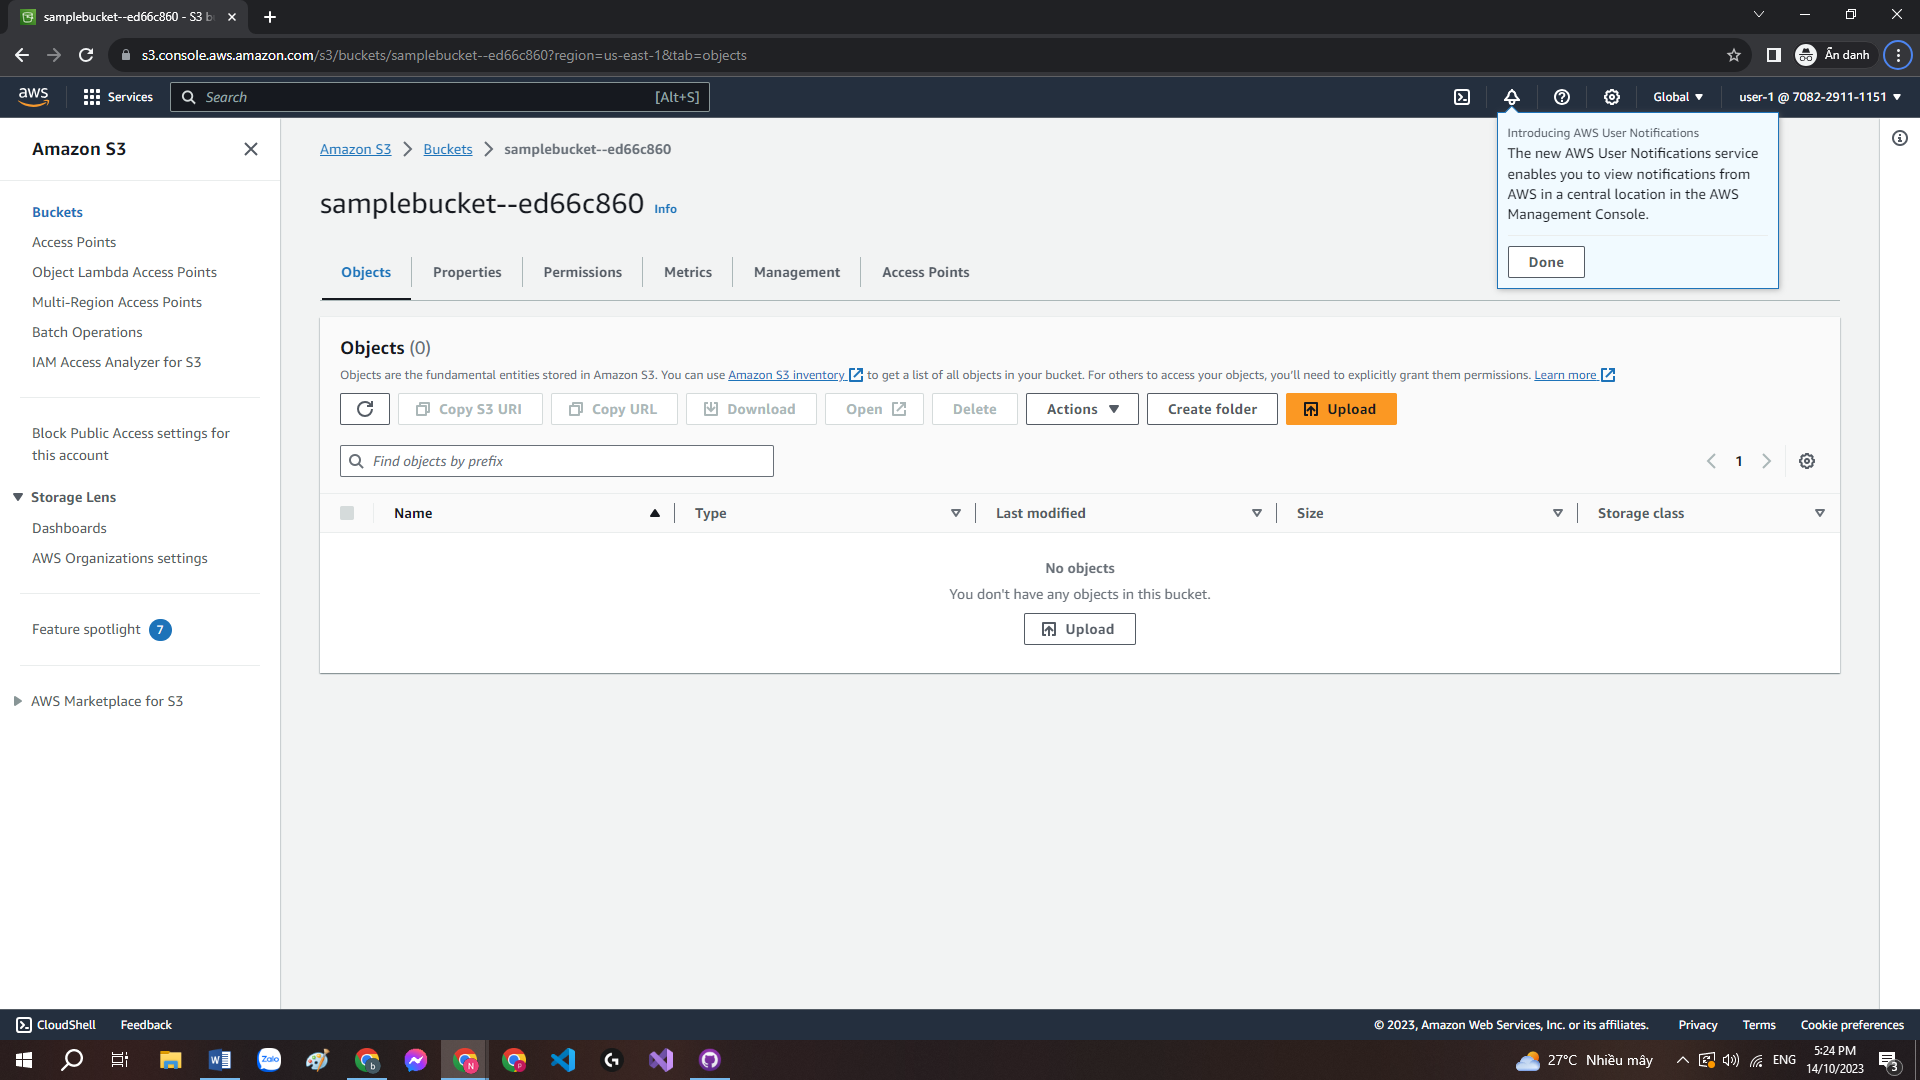 samplebucket--ed66c860 - S3 b
s3.console.aws.amazon.com/s3/buckets/samplebucket--ed66c860?region=us-east-1&tab=objects
Ẩn danh
aws
Services
Search
[Alt+S]
Global
user-1 @ 7082-2911-1151
Introducing AWS User Notifications
The new AWS User Notifications service
enables you to view notifications from
AWS in a central location in the AWS
Management Console.
Done
Amazon S3
Buckets
Access Points
Object Lambda Access Points
Multi-Region Access Points
Batch Operations
IAM Access Analyzer for S3
Block Public Access settings for
this account
Storage Lens
Dashboards
AWS Organizations settings
Feature spotlight 7
AWS Marketplace for S3
Amazon S3 Buckets samplebucket--ed66c860
samplebucket--ed66c860 Info
Objects Properties Permissions Metrics Management Access Points
Objects (0)
Objects are the fundamental entities stored in Amazon S3. You can use Amazon S3 inventory to get a list of all objects in your bucket. For others to access your objects, you'll need to explicitly grant them permissions. Learn more
Copy S3 URI Copy URL Download Open Delete Actions Create folder Upload
Find objects by prefix
1
Name Type Last modified Size Storage class
No objects
You don't have any objects in this bucket.
Upload
CloudShell Feedback
© 2023, Amazon Web Services, Inc. or its affiliates. Privacy Terms Cookie preferences
Zalo
b
N
27°C Nhiều mây
ENG
5:24 PM
14/10/2023
3